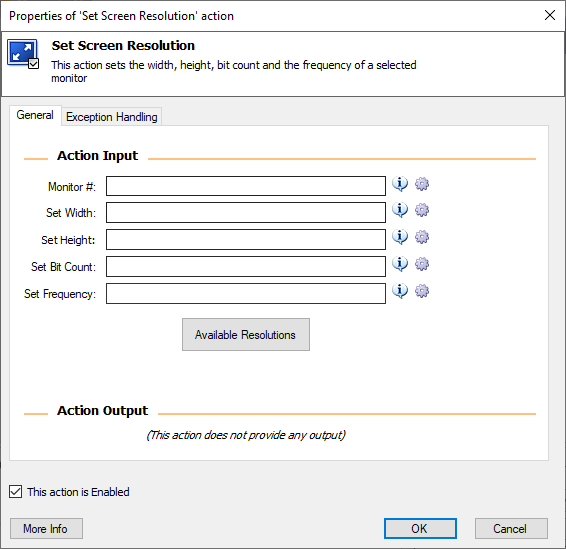 Properties of 'Set Screen Resolution' action
Set Screen Resolution
This action sets the width, height, bit count and the frequency of a selected
monitor
General
Exception Handling
Action Input
Monitor #:
Set Width:
Set Height:
Set Bit Count:
Set Frequency:
Available Resolutions
Action Output
(This action does not provide any output)
This action is Enabled
More Info
OK
Cancel